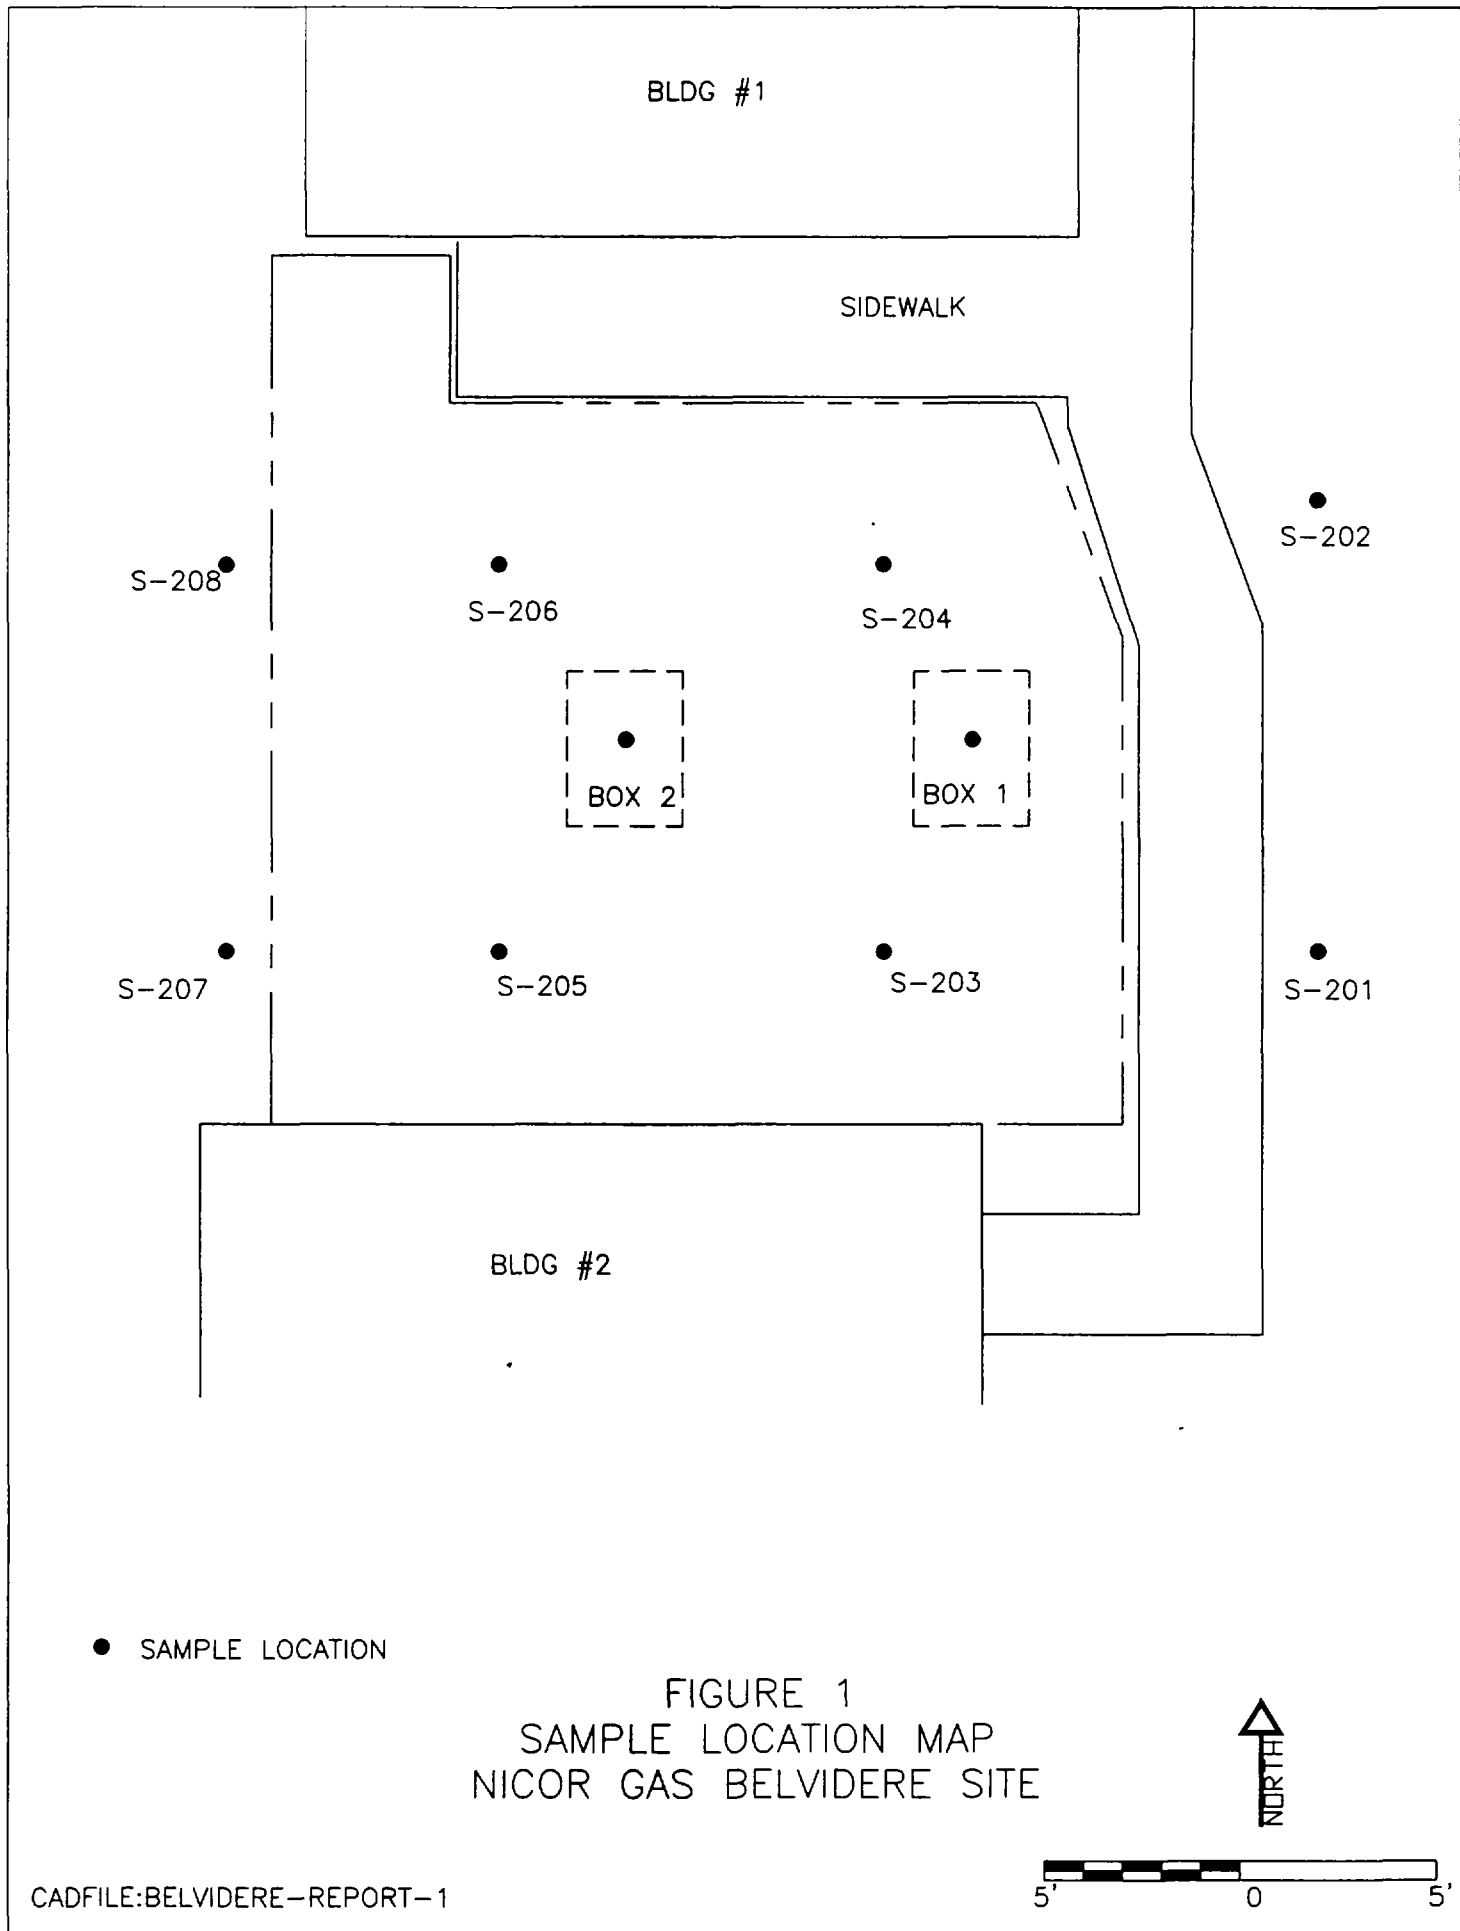 BLDG #1
SIDEWALK
S-202
S-208
S-206
S-204
BOX 2
BOX 1
S-207
S-205
S-203
S-201
BLDG #2
SAMPLE LOCATION
FIGURE 1
SAMPLE LOCATION MAP
NICOR GAS BELVIDERE SITE
NORTH
CADFILE:BELVIDERE-REPORT-1
5' 0 5'